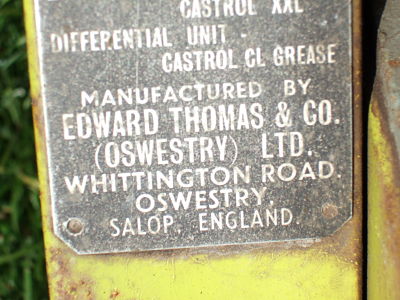 CASTROL XXL
DIFFERENTIAL UNIT -
CASTROL CL GREASE
MANUFACTURED BY
EDWARD THOMAS & CO.
(OSWESTRY) LTD.
WHITTINGTON ROAD.
OSWESTRY.
SALOP. ENGLAND.